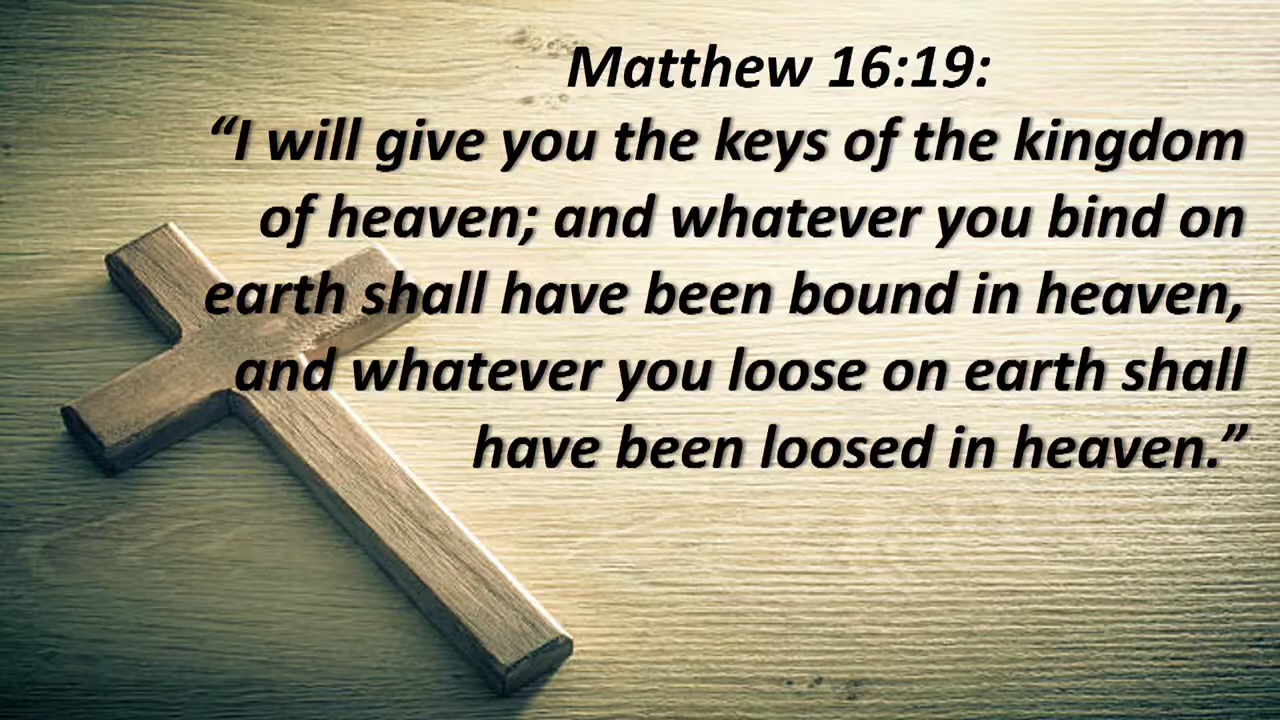 Matthew 16:19:
“I will give you the keys of the kingdom
of heaven; and whatever you bind on
earth shall have been bound in heaven,
and whatever you loose on earth shall
have been loosed in heaven.”